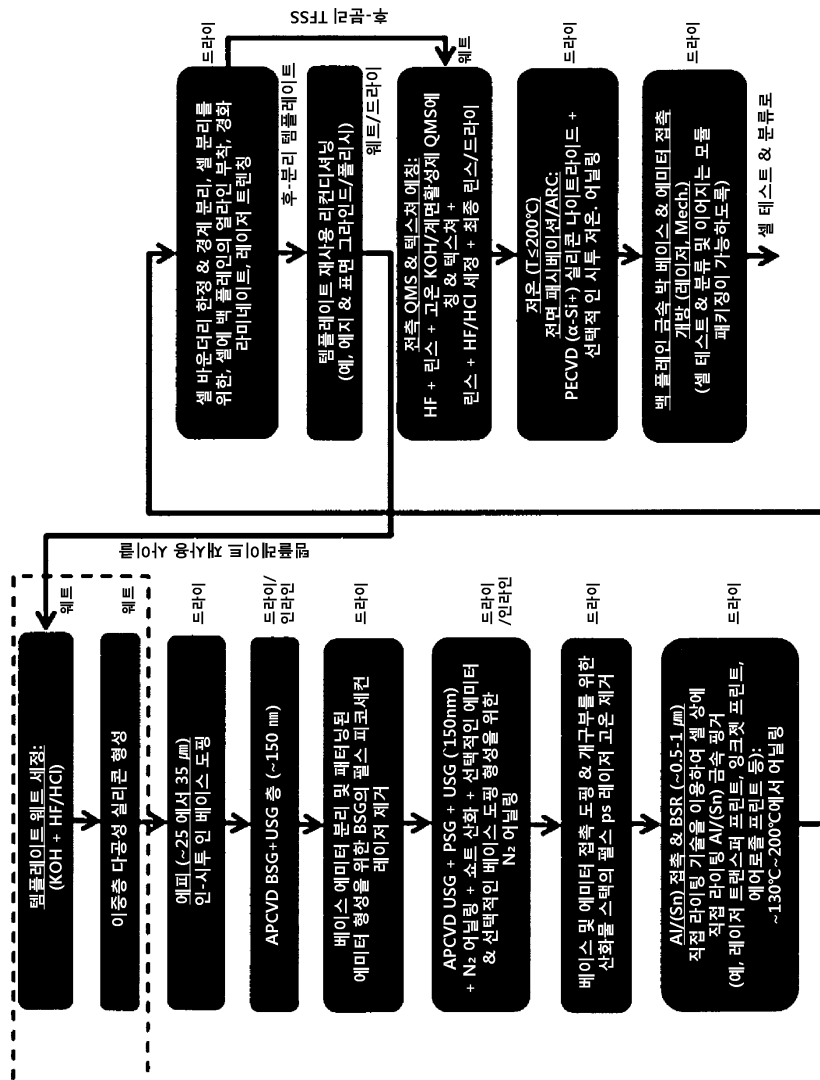 템플레이트 웨트 세정:
(KOH + HF/HCl)
웨트
이중층 다공성 실리콘 형성
웨트
에피 (~25 에서 35 ㎛)
인-시투 인 베이스 도핑
드라이
APCVD BSG+USG 층 (~150 ㎚)
드라이/
인라인
베이스 에미터 분리 및 패터닝된
에미터 형성을 위한 BSG의 펄스 피코세컨
레이저 제거
드라이
APCVD USG + PSG + USG (~150nm)
+ N₂ 어닐링 + 쇼트 산화 + 선택적인 에미터
& 선택적인 베이스 도핑 형성을 위한
N₂ 어닐링
드라이
/인라인
베이스 및 에미터 접촉 도핑 & 개구부를 위한
산화물 스택의 펄스 ps 레이저 고온 제거
드라이
Al/(Sn) 접촉 & BSR (~0.5-1 ㎛)
직접 라이팅 기술을 이용하여 셀 상에
직접 라이팅 Al/(Sn) 금속 핑거
(예, 레이저 트랜스퍼 프린트, 잉크젯 프린트,
에어로졸 프린트 등):
~130℃~200℃에서 어닐링
드라이
셀 바운더리 한정 & 경계 분리, 셀 분리를
위한, 셀에 백 플레인의 얼라인 부착, 경화
라미네이트, 레이저 트렌칭
드라이
후-분리 템플레이트
후-분리 TFSS
템플레이트 재사용 리컨디셔닝
(예, 에지 & 표면 그라인드/폴리시)
웨트/드라이
템플레이트 재사용 사이클
전측 QMS & 텍스쳐 에칭:
HF + 린스 + 고온 KOH/계면활성제 QMS에
칭 & 텍스쳐 +
린스 + HF/HCl 세정 + 최종 린스/드라이
웨트
저온 (T≤200℃)
전면 패시베이션/ARC:
PECVD (α-Si+) 실리콘 나이트라이드 +
선택적 인 시투 저온. 어닐링
드라이
백 플레인 금속 박 베이스 & 에미터 접촉
개방 (레이저, Mech.)
(셀 테스트 & 분류 및 이어지는 모듈
패키징이 가능하도록)
드라이
셀 테스트 & 분류로